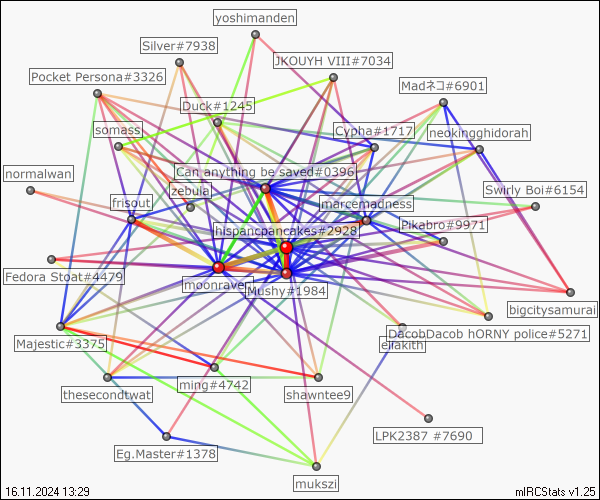 yoshimanden
Silver#7938
JKOUYH VIII#7034
Pocket Persona#3326
Madネコ#6901
Duck#1245
somass
Cypha#1717
neokingghidorah
Can anything be saved#0396
normalwan
zebula
Swirly Boi#6154
frisout
marcemadness
hispanicpancakes#2928
Pikabro#9971
Fedora Stoat#4479
moonraven
Mushy#1984
bigcitysamurai
DacobDacob hORNY police#5271
Majestic#3375
ellakith
thesecondtwat
ming#4742
shawntee9
LPK2387 #7690
Eg.Master#1378
mukszi
16.11.2024 13:29
mIRCStats v1.25